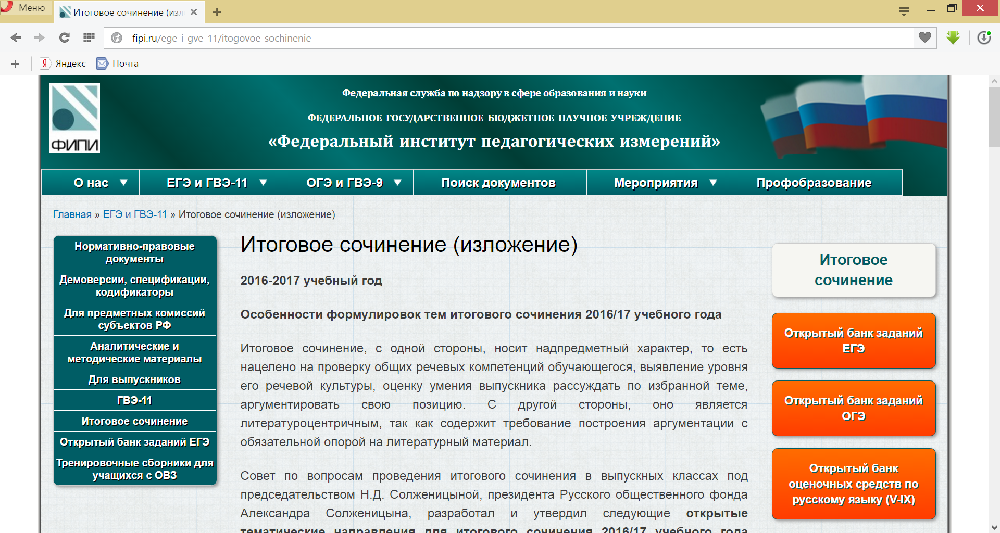 Меню
Итоговое сочинение (изл
fipi.ru/ege-i-gve-11/itogovoe-sochinenie
Яндекс
Почта
ФИПИ
Федеральная служба по надзору в сфере образования и науки
ФЕДЕРАЛЬНОЕ ГОСУДАРСТВЕННОЕ БЮДЖЕТНОЕ НАУЧНОЕ УЧРЕЖДЕНИЕ
«Федеральный институт педагогических измерений»
О нас
ЕГЭ и ГВЭ-11
ОГЭ и ГВЭ-9
Поиск документов
Мероприятия
Профобразование
Главная » ЕГЭ и ГВЭ-11 » Итоговое сочинение (изложение)
Нормативно-правовые
документы
Демоверсии, спецификации,
кодификаторы
Для предметных комиссий
субъектов РФ
Аналитические и
методические материалы
Для выпускников
ГВЭ-11
Итоговое сочинение
Открытый банк заданий ЕГЭ
Тренировочные сборники для
учащихся с ОВЗ
Итоговое сочинение (изложение)
2016-2017 учебный год
Особенности формулировок тем итогового сочинения 2016/17 учебного года
Итоговое сочинение, с одной стороны, носит надпредметный характер, то есть
нацелено на проверку общих речевых компетенций обучающегося, выявление уровня
его речевой культуры, оценку умения выпускника рассуждать по избранной теме,
аргументировать свою позицию. С другой стороны, оно является
литературоцентричным, так как содержит требование построения аргументации с
обязательной опорой на литературный материал.
Совет по вопросам проведения итогового сочинения в выпускных классах под
председательством Н.Д. Солженицыной, президента Русского общественного фонда
Александра Солженицына, разработал и утвердил следующие открытые
тематические направления для итогового сочинения 2016/17 учебного года
Итоговое
сочинение
Открытый банк заданий
ЕГЭ
Открытый банк заданий
ОГЭ
Открытый банк
оценочных средств по
русскому языку (V-IX)